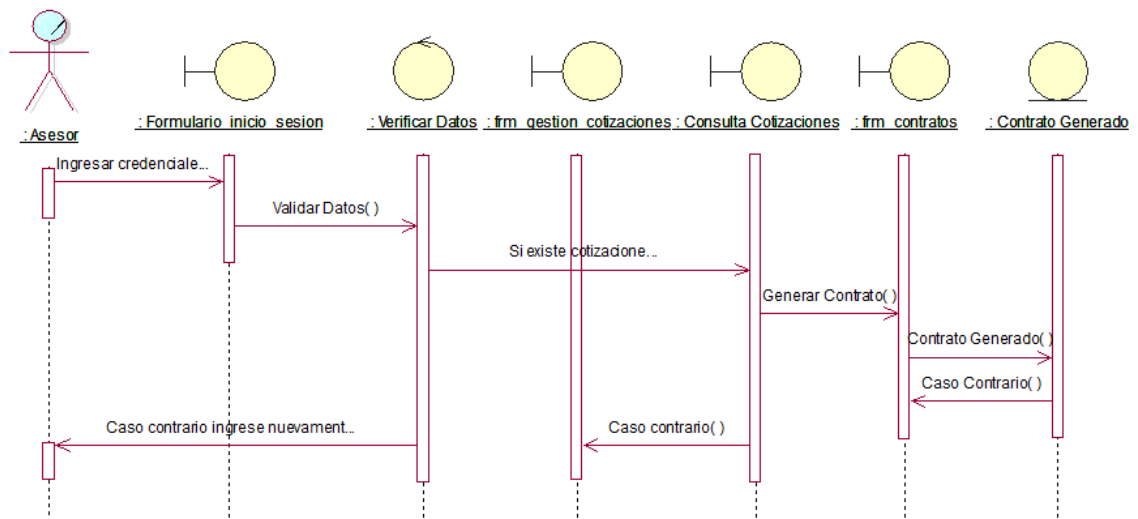 : Asesor
: Formulario_inicio_sesion
: Verificar Datos
: frm_gestion_cotizaciones
: Consulta Cotizaciones
: frm_contratos
: Contrato Generado
Ingresar credenciale...
Validar Datos( )
Si existe cotizacione...
Generar Contrato( )
Contrato Generado( )
Caso Contrario( )
Caso contrario ingrese nuevament...
Caso contrario( )